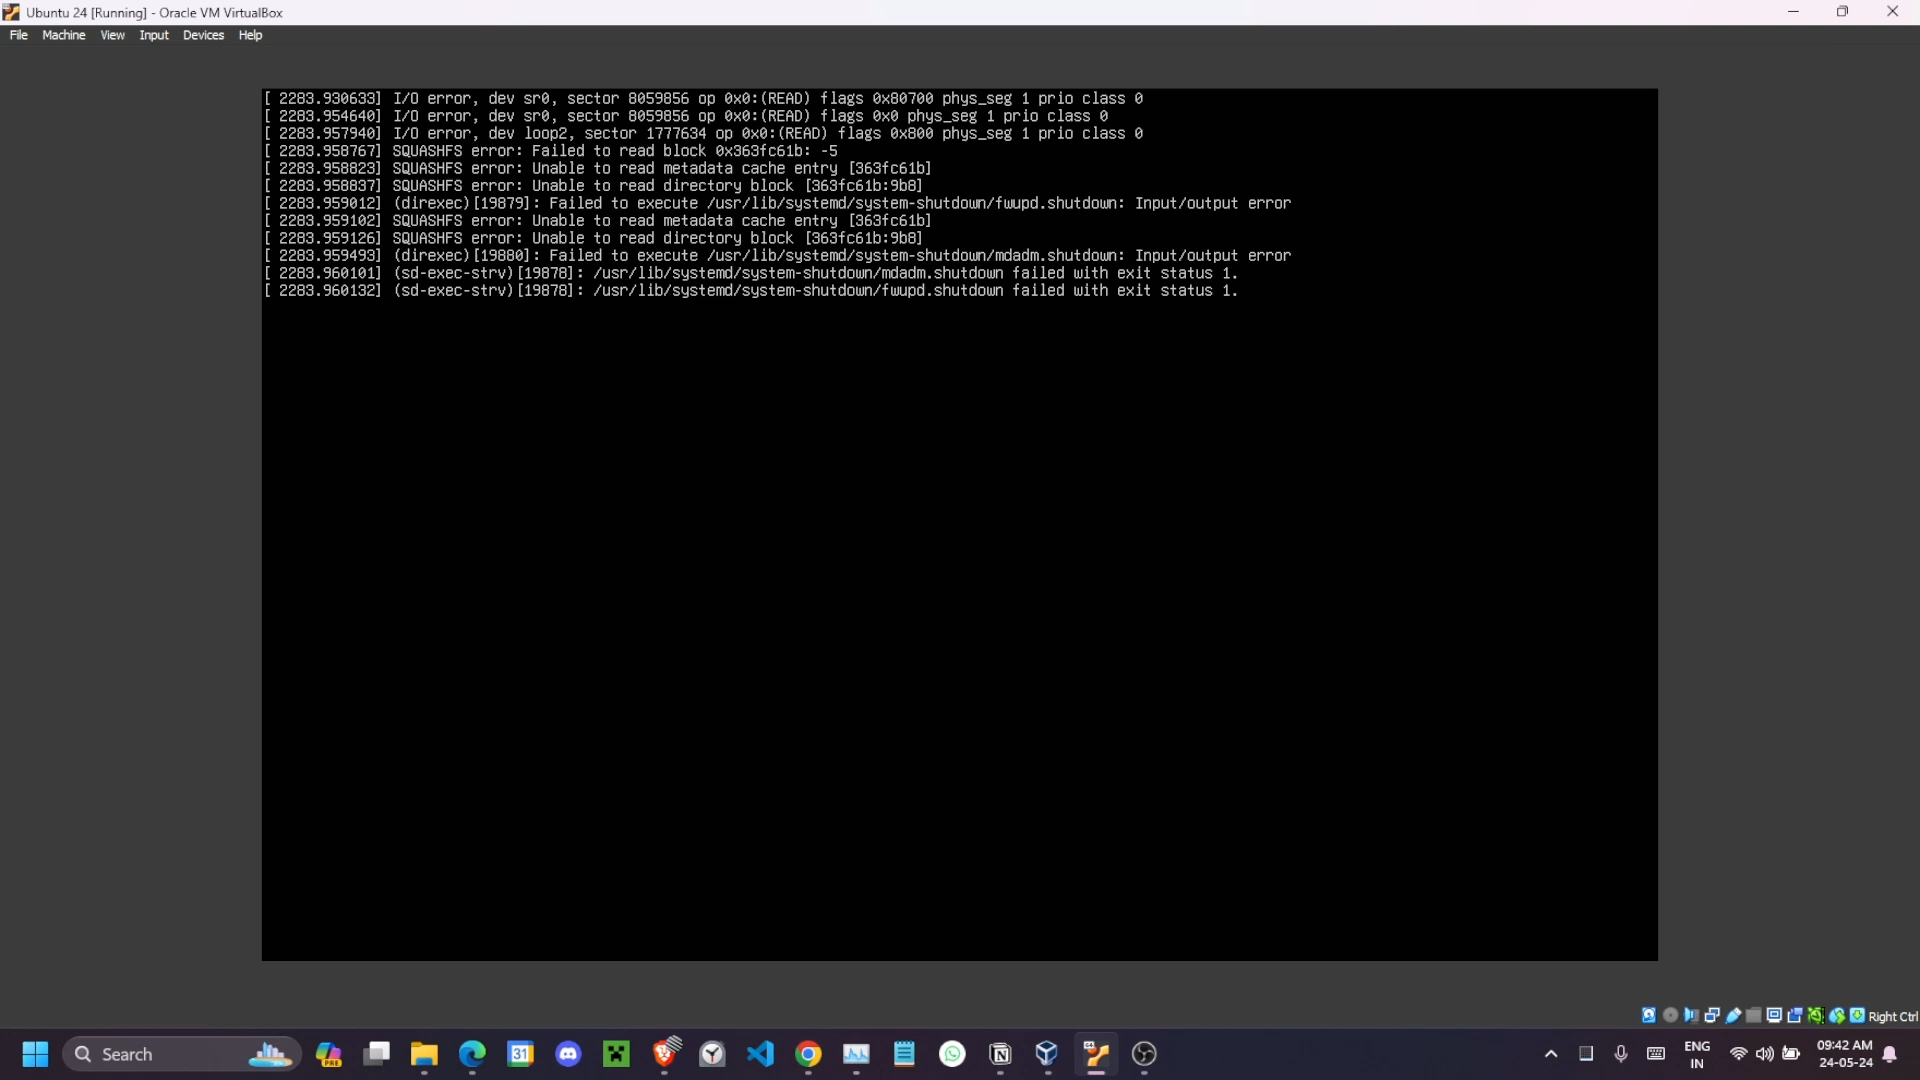 Ubuntu 24 [Running] - Oracle VM VirtualBox
File Machine View Input Devices Help
[ 2283.930633] I/O error, dev sr0, sector 8059856 op 0x0:(READ) flags 0x80700 phys_seg 1 prio class 0
[ 2283.954640] I/O error, dev sr0, sector 8059856 op 0x0:(READ) flags 0x0 phys_seg 1 prio class 0
[ 2283.957940] I/O error, dev loop2, sector 1777634 op 0x0:(READ) flags 0x800 phys_seg 1 prio class 0
[ 2283.958767] SQUASHFS error: Failed to read block 0x363fc61b: -5
[ 2283.958823] SQUASHFS error: Unable to read metadata cache entry [363fc61b]
[ 2283.958837] SQUASHFS error: Unable to read directory block [363fc61b:9b8]
[ 2283.959012] (direxec)[19879]: Failed to execute /usr/lib/systemd/system-shutdown/fwupd.shutdown: Input/output error
[ 2283.959102] SQUASHFS error: Unable to read metadata cache entry [363fc61b]
[ 2283.959126] SQUASHFS error: Unable to read directory block [363fc61b:9b8]
[ 2283.959493] (direxec)[19880]: Failed to execute /usr/lib/systemd/system-shutdown/mdadm.shutdown: Input/output error
[ 2283.960101] (sd-exec-strv)[19878]: /usr/lib/systemd/system-shutdown/mdadm.shutdown failed with exit status 1.
[ 2283.960132] (sd-exec-strv)[19878]: /usr/lib/systemd/system-shutdown/fwupd.shutdown failed with exit status 1.
Right Ctrl
Search
PRE
31
ENG
IN
09:42 AM
24-05-24